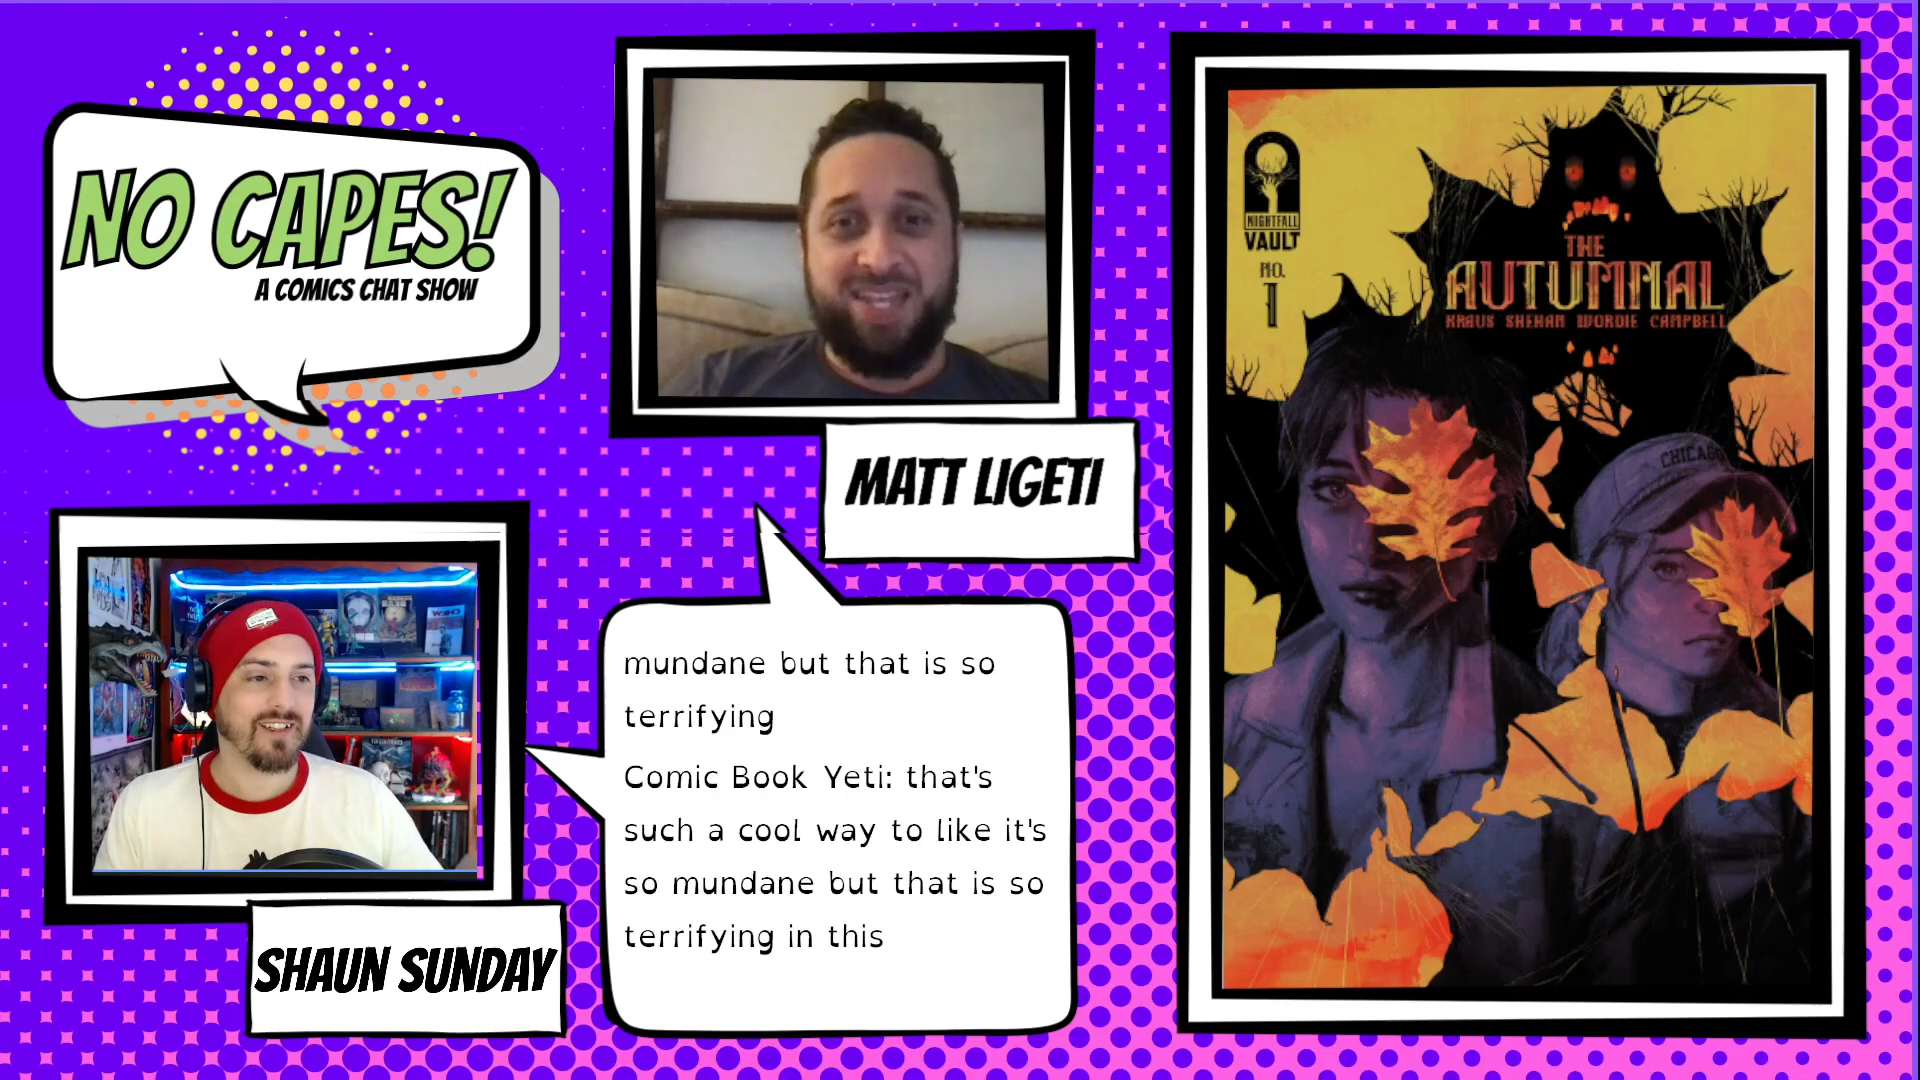 NO CAPES!
A COMICS CHAT SHOW
MATT LIGETI
SHAUN SUNDAY
mundane but that is so
terrifying
Comic Book Yeti: that's
such a cool way to like it's
so mundane but that is so
terrifying in this
NIGHTFALL
VAULT
NO.
1
THE
AUTUMNAL
KRAUS SHEHAN WORDIE CAMPBELL
CHICAGO